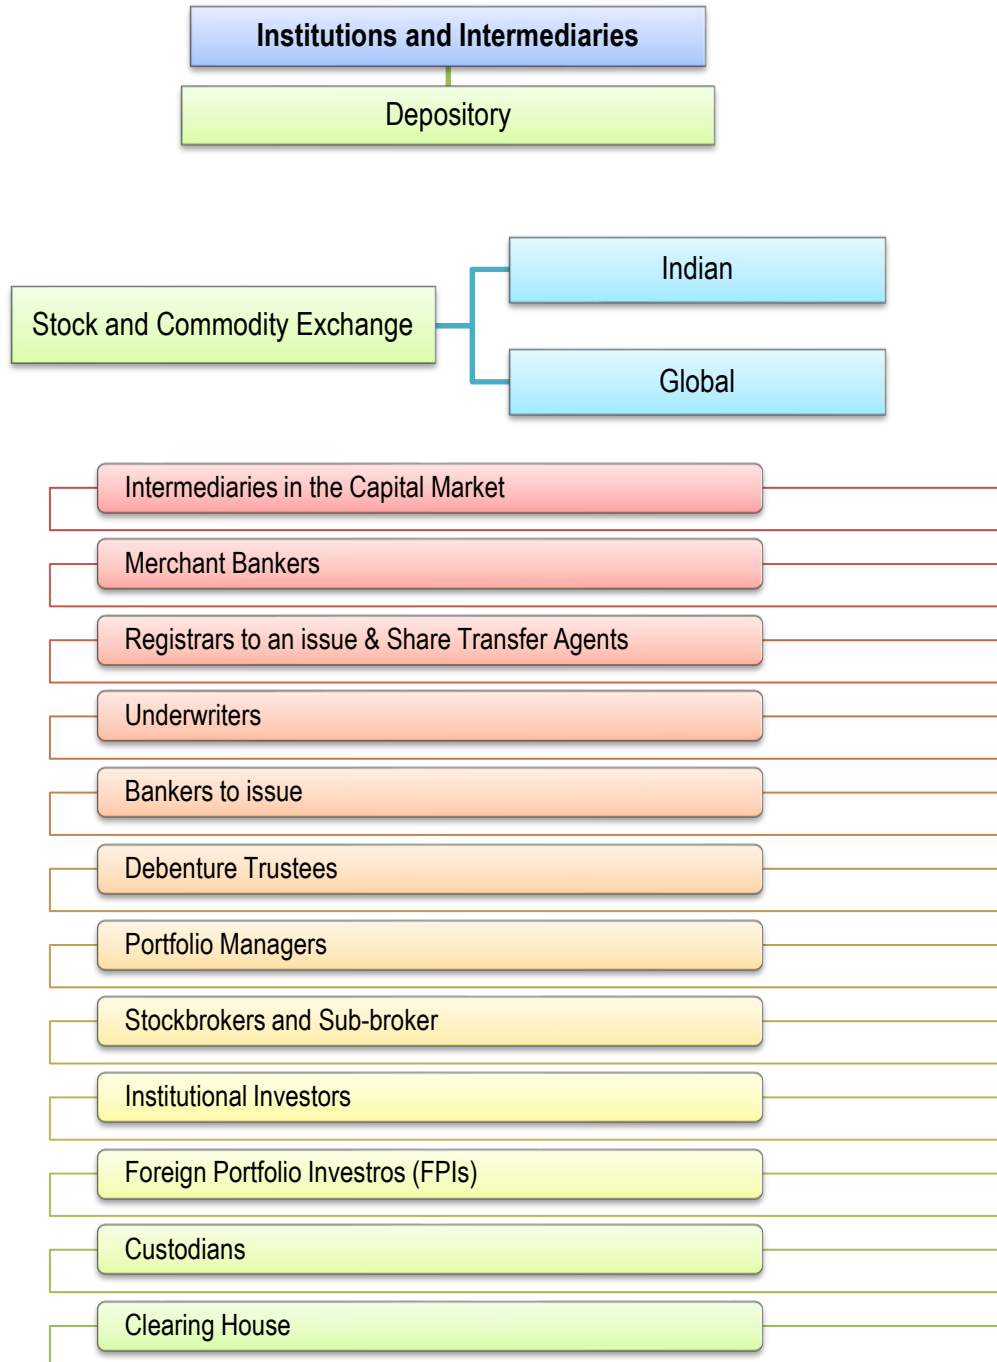 Institutions and Intermediaries
Depository
Indian
Stock and Commodity Exchange
Global
Intermediaries in the Capital Market
Merchant Bankers
Registrars to an issue & Share Transfer Agents
Underwriters
Bankers to issue
Debenture Trustees
Portfolio Managers
Stockbrokers and Sub-broker
Institutional Investors
Foreign Portfolio Investros (FPIs)
Custodians
Clearing House